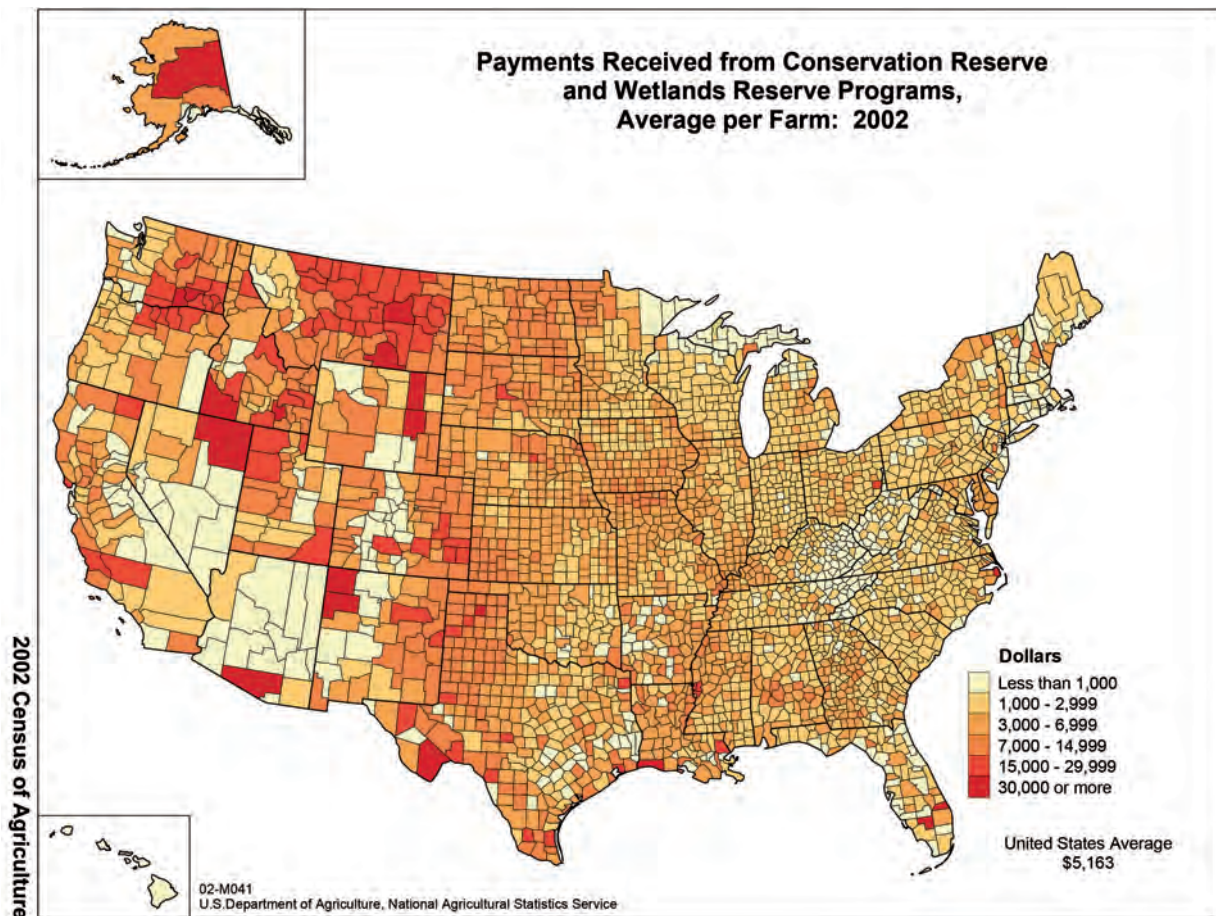 Payments Received from Conservation Reserve
and Wetlands Reserve Programs,
Average per Farm: 2002
Dollars
Less than 1,000
1,000 - 2,999
3,000 - 6,999
7,000 - 14,999
15,000 - 29,999
30,000 or more
United States Average
$5,163
02-M041
U.S.Department of Agriculture, National Agricultural Statistics Service
2002 Census of Agriculture